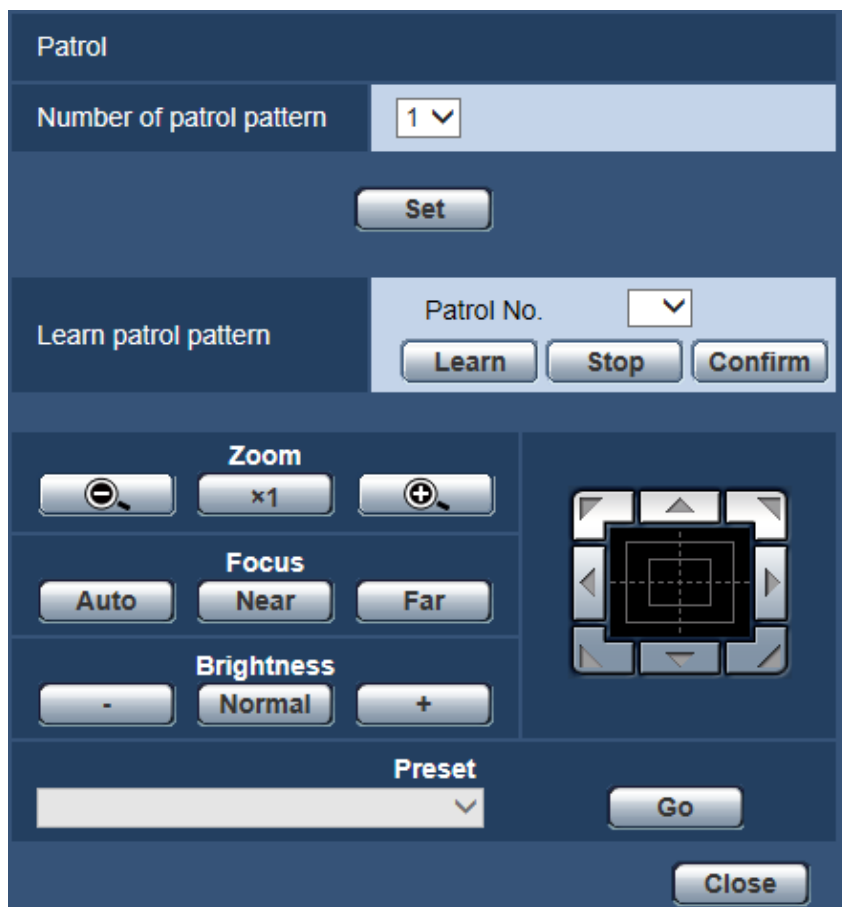 Patrol
Number of patrol pattern 1
Set
Learn patrol pattern
Patrol No.
Learn Stop Confirm
Zoom
×1
Focus
Auto Near Far
Brightness
- Normal +
Preset
Go
Close